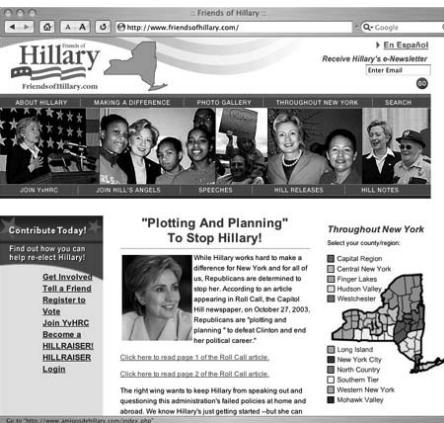 :: Friends of Hillary ::
A A
http://www.friendsofhillary.com/
Google
Friends of
Hillary
FriendsofHillary.com
En Español
Receive Hillary's e-Newsletter
Enter Email
GO
ABOUT HILLARY
MAKING A DIFFERENCE
PHOTO GALLERY
THROUGHOUT NEW YORK
SEARCH
JOIN YvHRC
JOIN HILL'S ANGELS
SPEECHES
HILL RELEASES
HILL NOTES
Contribute Today!
Find out how you can
help re-elect Hillary!
Get Involved
Tell a Friend
Register to
Vote
Join YvHRC
Become a
HILLRAISER!
HILLRAISER
Login
"Plotting And Planning"
To Stop Hillary!
While Hillary works hard to make a
difference for New York and for all of
us, Republicans are determined to
stop her. According to an article
appearing in Roll Call, the Capitol
Hill newspaper, on October 27, 2003,
Republicans are "plotting and
planning " to defeat Clinton and end
her political career."
Click here to read page 1 of the Roll Call article.
Click here to read page 2 of the Roll Call article.
The right wing wants to keep Hillary from speaking out and
questioning this administration's failed policies at home and
abroad. We know Hillary's just getting started --but she can
Throughout New York
Select your county/region:
Capital Region
Central New York
Finger Lakes
Hudson Valley
Westchester
Long Island
New York City
North Country
Southern Tier
Western New York
Mohawk Valley
Go to "http://www.amigosdehillary.com/index.php"